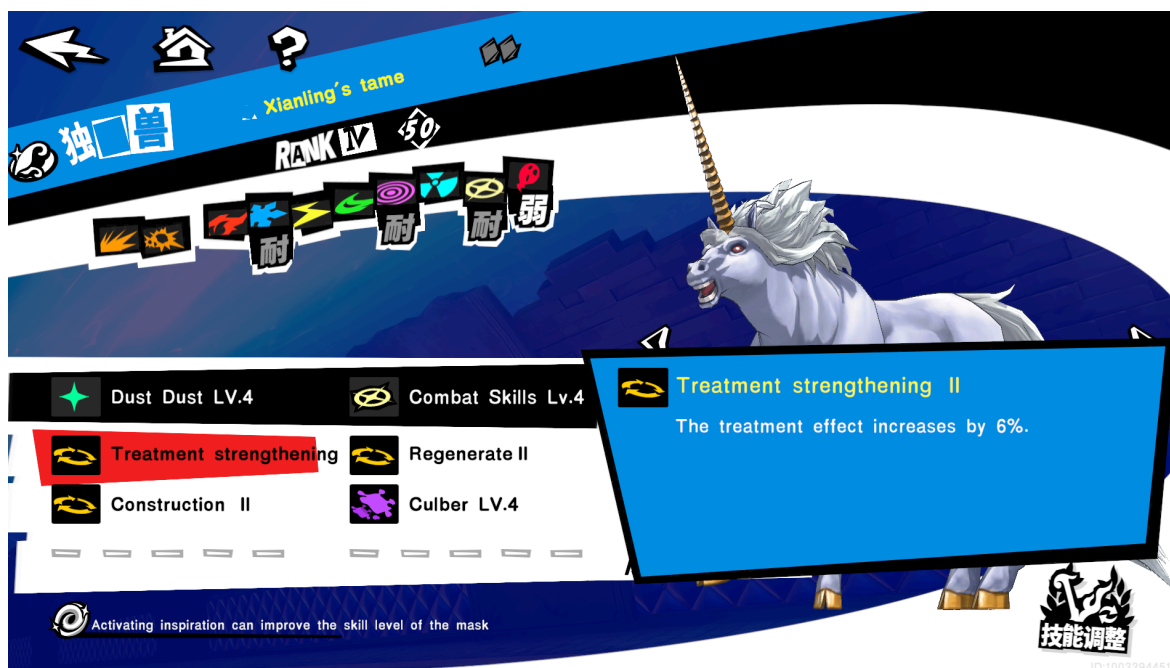 ?
独 兽
Xianling´s tame
RANK IV 50
耐 耐 耐 弱
Dust Dust LV.4
Combat Skills Lv.4
Treatment strengthening
Regenerate II
Construction II
Culber LV.4
Treatment strengthening II
The treatment effect increases by 6%.
Activating inspiration can improve the skill level of the mask
技能调整
ID:1003394451